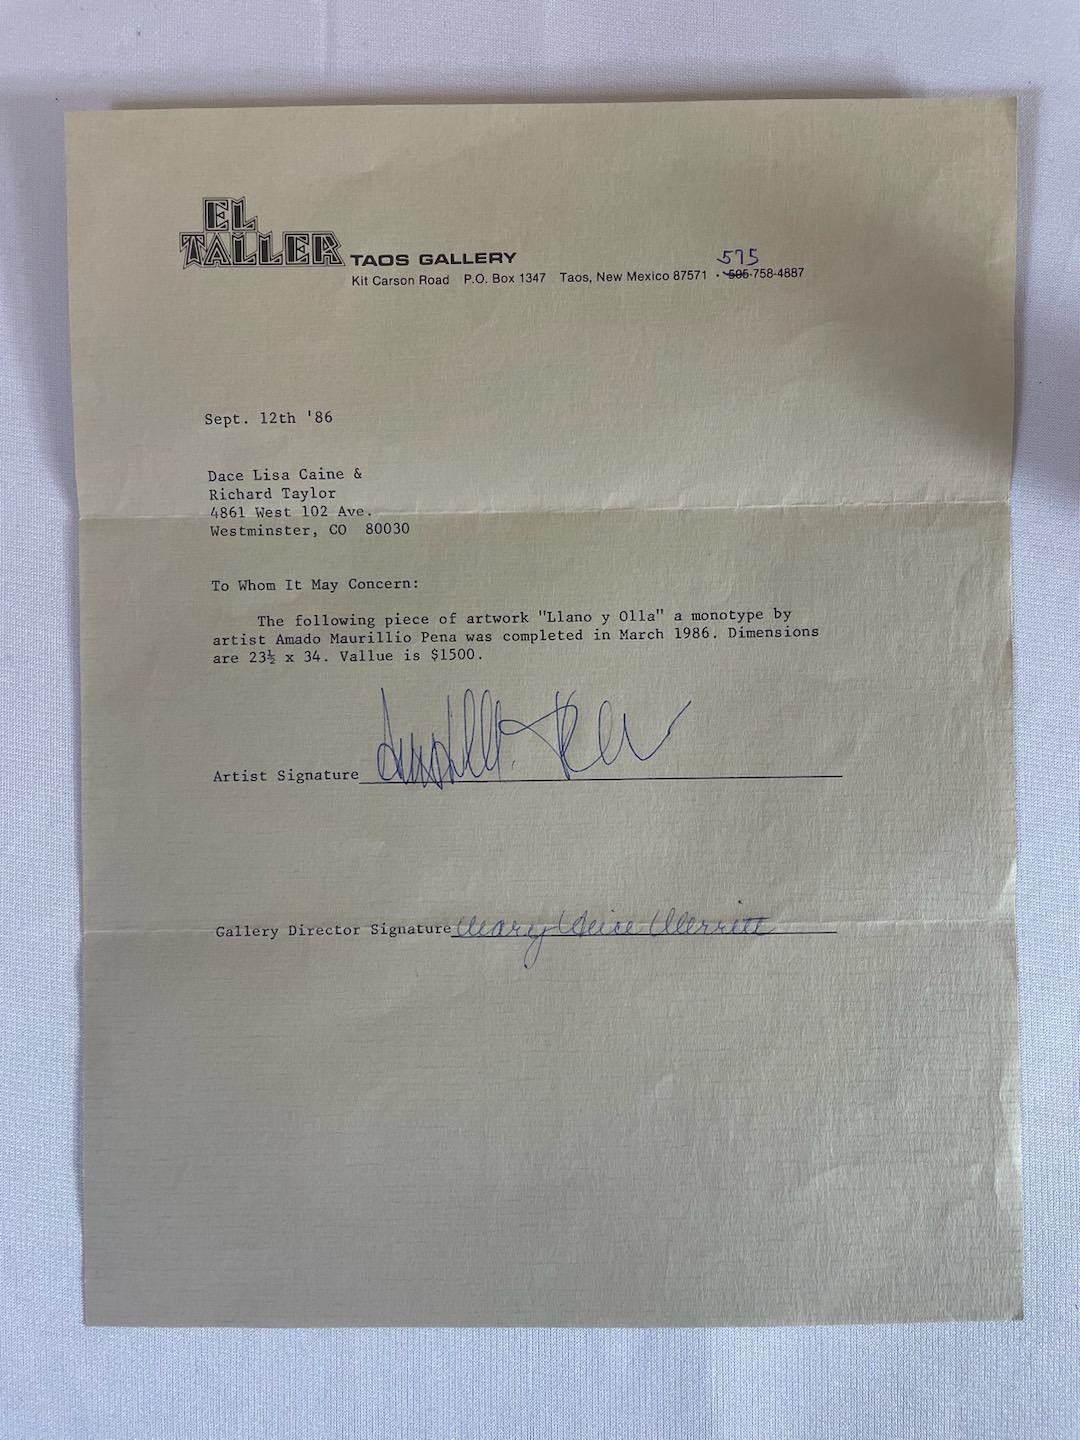 EL
TALLER TAOS GALLERY
575
Kit Carson Road P.O. Box 1347 Taos, New Mexico 87571 · 505-758-4887
Sept. 12th '86
Dace Lisa Caine &
Richard Taylor
4861 West 102 Ave.
Westminster, CO 80030
To Whom It May Concern:
The following piece of artwork "Llano y Olla" a monotype by
artist Amado Maurillio Pena was completed in March 1986. Dimensions
are 23½ x 34. Vallue is $1500.
Artist Signature
Gallery Director Signature Mary Merritt